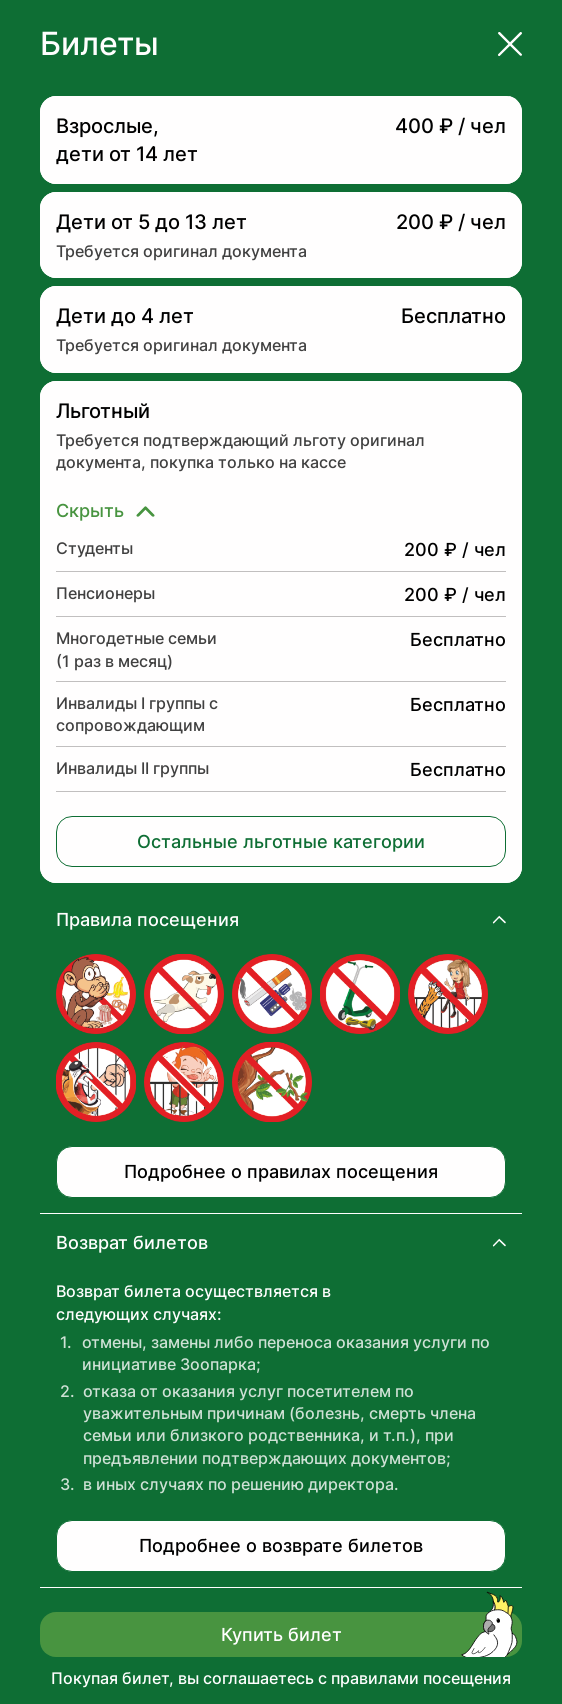 Билеты
Взрослые,
дети от 14 лет
400 ₽ / чел
Дети от 5 до 13 лет
200 ₽ / чел
Требуется оригинал документа
Дети до 4 лет
Бесплатно
Требуется оригинал документа
Льготный
Требуется подтверждающий льготу оригинал
документа, покупка только на кассе
Скрыть
Студенты
200 ₽ / чел
Пенсионеры
200 ₽ / чел
Многодетные семьи
(1 раз в месяц)
Бесплатно
Инвалиды I группы с
сопровождающим
Бесплатно
Инвалиды II группы
Бесплатно
Остальные льготные категории
Правила посещения
Подробнее о правилах посещения
Возврат билетов
Возврат билета осуществляется в
следующих случаях:
1. отмены, замены либо переноса оказания услуги по
инициативе Зоопарка;
2. отказа от оказания услуг посетителем по
уважительным причинам (болезнь, смерть члена
семьи или близкого родственника, и т.п.), при
предъявлении подтверждающих документов;
3. в иных случаях по решению директора.
Подробнее о возврате билетов
Купить билет
Покупая билет, вы соглашаетесь с правилами посещения